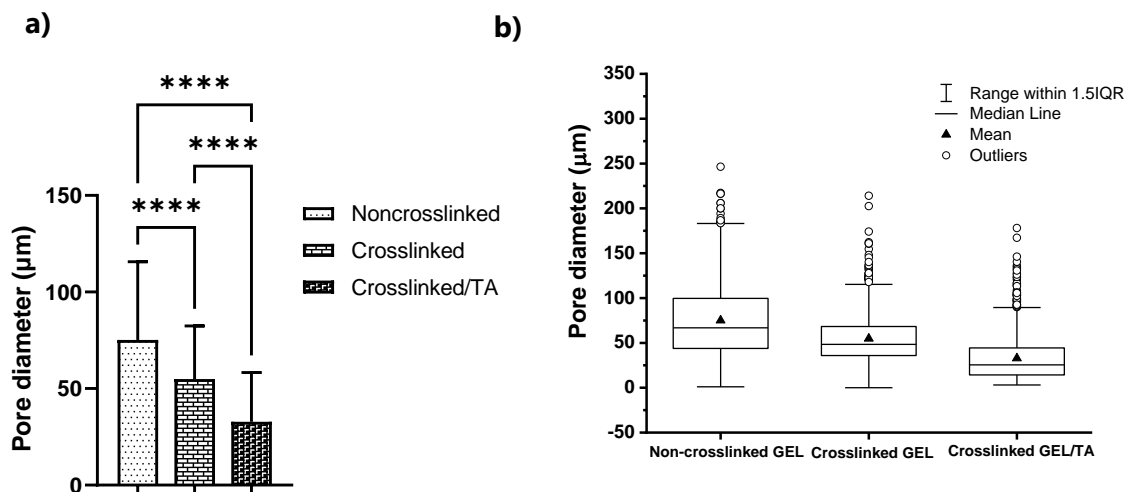 a)
****
****
****
Pore diameter (µm)
150
100
50
0
Noncrosslinked
Crosslinked
Crosslinked/TA
b)
Pore diameter (µm)
350
300
250
200
150
100
50
0
-50
Range within 1.5IQR
Median Line
Mean
Outliers
Non-crosslinked GEL
Crosslinked GEL
Crosslinked GEL/TA